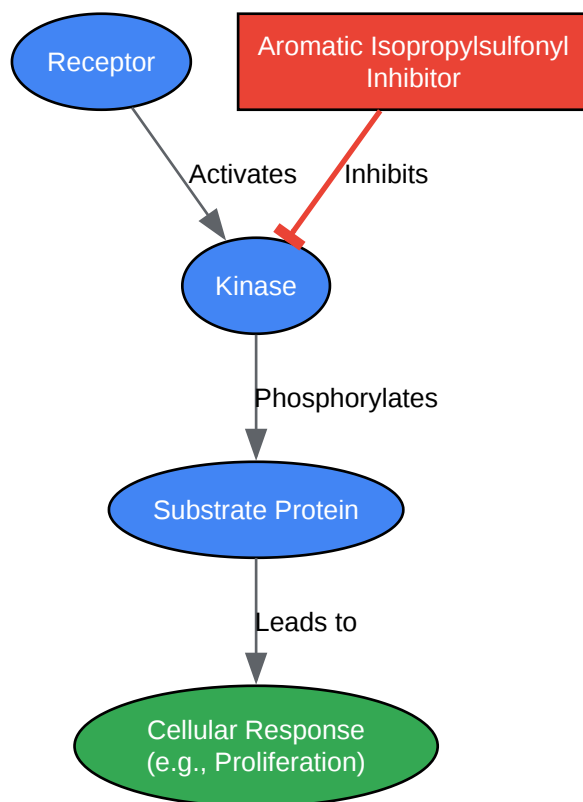 Receptor
Aromatic Isopropylsulfonyl
Inhibitor
Activates
Inhibits
Kinase
Phosphorylates
Substrate Protein
Leads to
Cellular Response
(e.g., Proliferation)